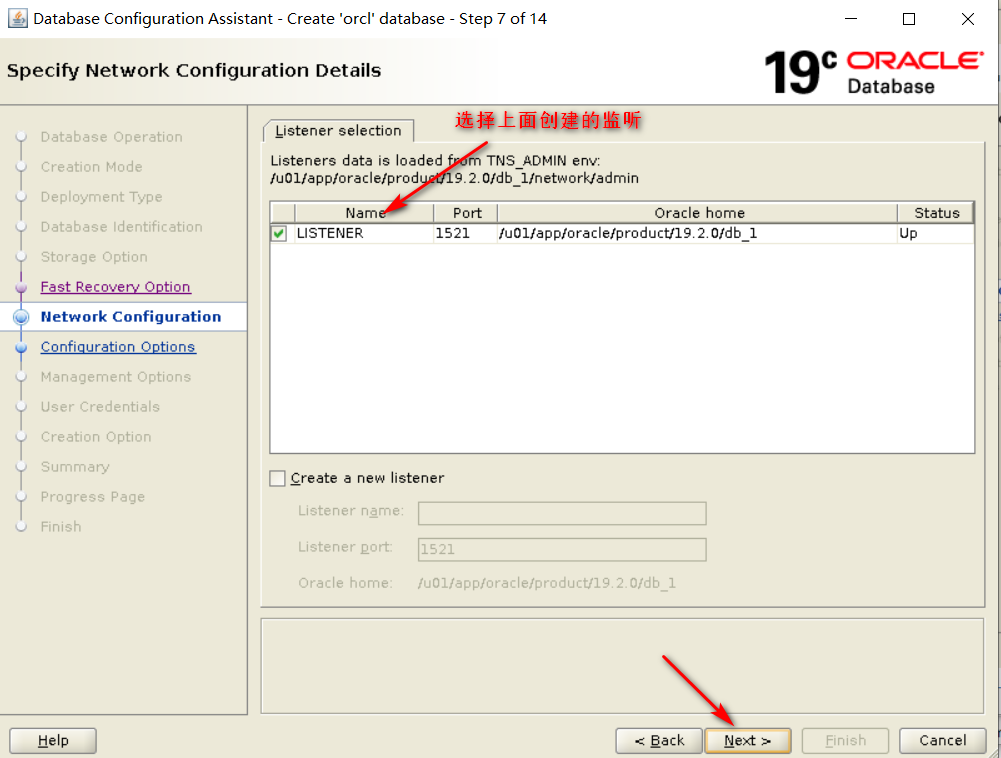 Database Configuration Assistant - Create 'orcl' database - Step 7 of 14
Specify Network Configuration Details
19c ORACLE
Database
Database Operation
Creation Mode
Deployment Type
Database Identification
Storage Option
Fast Recovery Option
Network Configuration
Configuration Options
Management Options
User Credentials
Creation Option
Summary
Progress Page
Finish
Listener selection
选择上面创建的监听
Listeners data is loaded from TNS_ADMIN env:
/u01/app/oracle/product/19.2.0/db_1/network/admin
Name Port Oracle home Status
LISTENER 1521 /u01/app/oracle/product/19.2.0/db_1 Up
Create a new listener
Listener name:
Listener port: 1521
Oracle home: /u01/app/oracle/product/19.2.0/db_1
Help < Back Next > Finish Cancel